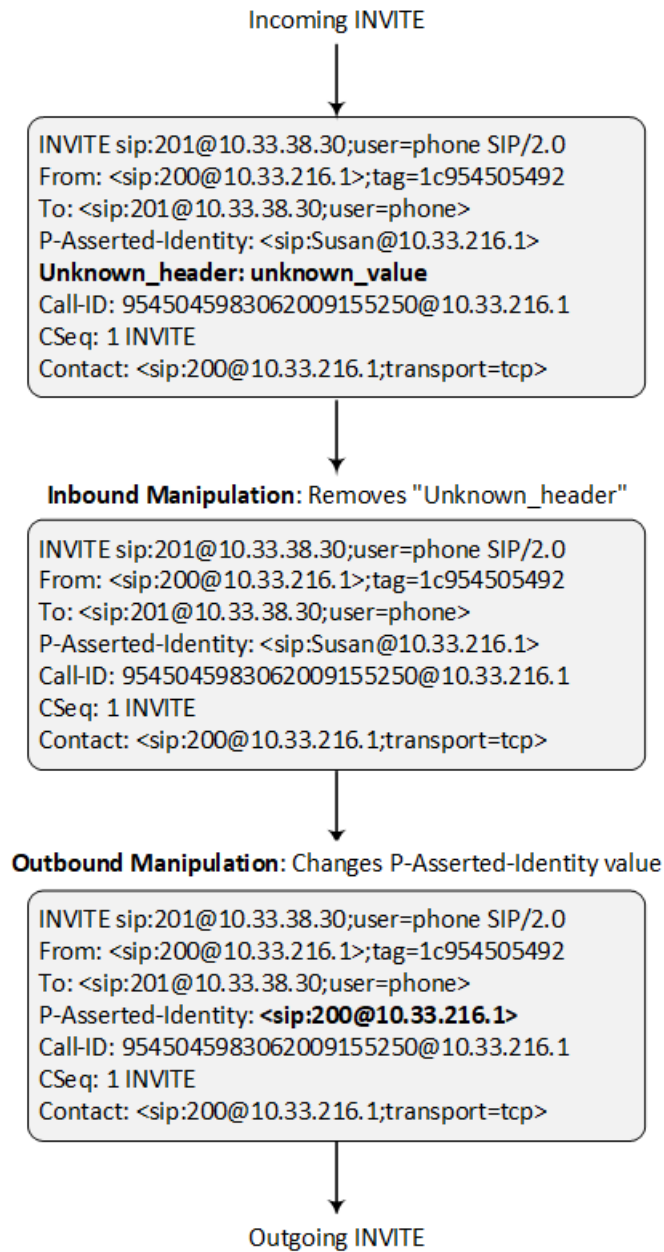 Incoming INVITE
INVITE sip:201@10.33.38.30;user=phone SIP/2.0
From: <sip:200@10.33.216.1>;tag=1c954505492
To: <sip:201@10.33.38.30;user=phone>
P-Asserted-Identity: <sip:Susan@10.33.216.1>
Unknown_header: unknown_value
Call-ID: 9545045983062009155250@10.33.216.1
CSeq: 1 INVITE
Contact: <sip:200@10.33.216.1;transport=tcp>
Inbound Manipulation: Removes "Unknown_header"
INVITE sip:201@10.33.38.30;user=phone SIP/2.0
From: <sip:200@10.33.216.1>;tag=1c954505492
To: <sip:201@10.33.38.30;user=phone>
P-Asserted-Identity: <sip:Susan@10.33.216.1>
Call-ID: 9545045983062009155250@10.33.216.1
CSeq: 1 INVITE
Contact: <sip:200@10.33.216.1;transport=tcp>
Outbound Manipulation: Changes P-Asserted-Identity value
INVITE sip:201@10.33.38.30;user=phone SIP/2.0
From: <sip:200@10.33.216.1>;tag=1c954505492
To: <sip:201@10.33.38.30;user=phone>
P-Asserted-Identity: <sip:200@10.33.216.1>
Call-ID: 9545045983062009155250@10.33.216.1
CSeq: 1 INVITE
Contact: <sip:200@10.33.216.1;transport=tcp>
Outgoing INVITE